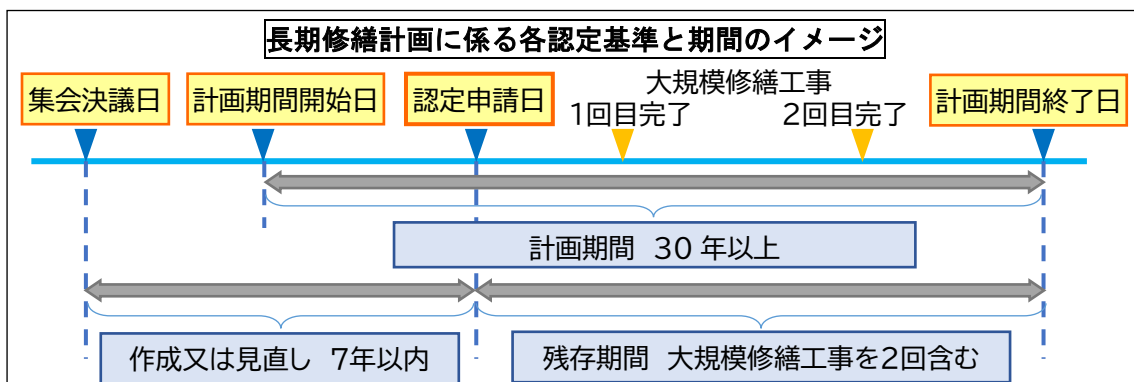 長期修繕計画に係る各認定基準と期間のイメージ
集会決議日
計画期間開始日
認定申請日
大規模修繕工事
1回目完了
2回目完了
計画期間終了日
計画期間 30年以上
作成又は見直し 7年以内
残存期間 大規模修繕工事を2回含む